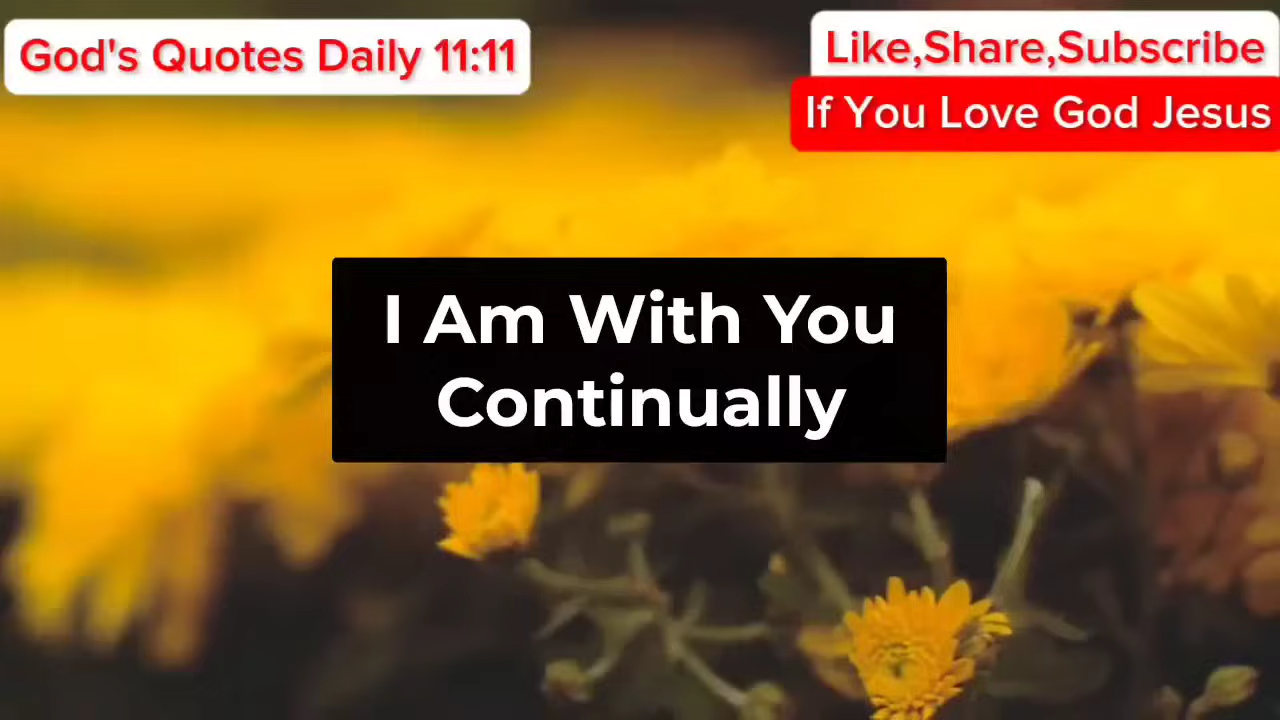 God's Quotes Daily 11:11
Like,Share,Subscribe
If You Love God Jesus
I Am With You
Continually